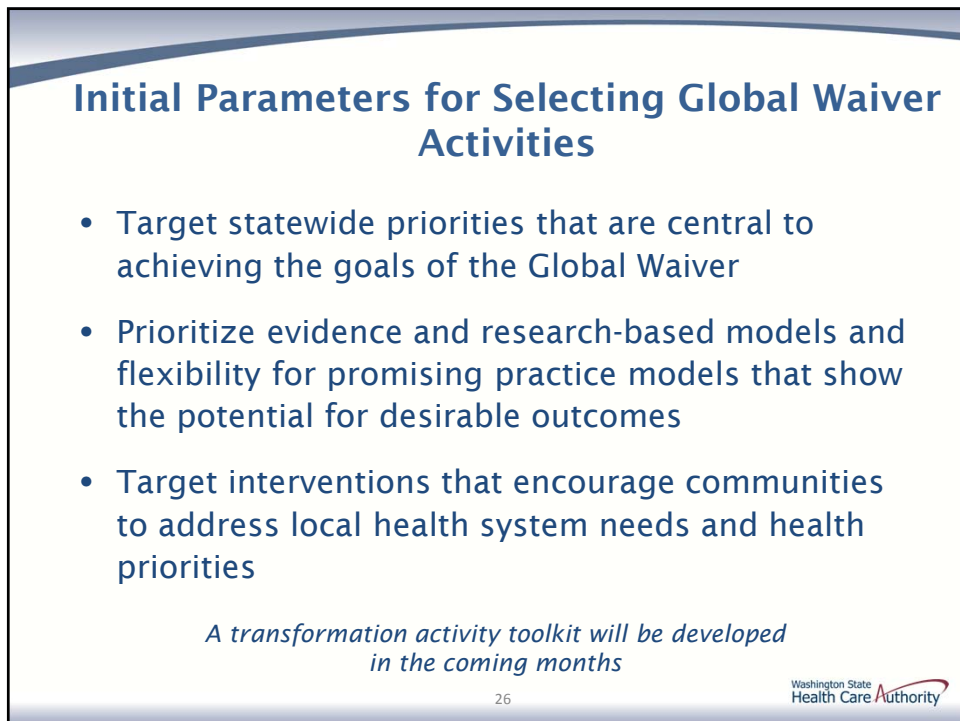 Initial Parameters for Selecting Global Waiver
Activities
• Target statewide priorities that are central to
achieving the goals of the Global Waiver
• Prioritize evidence and research-based models and
flexibility for promising practice models that show
the potential for desirable outcomes
• Target interventions that encourage communities
to address local health system needs and health
priorities
A transformation activity toolkit will be developed
in the coming months
26
Washington State
Health Care Authority